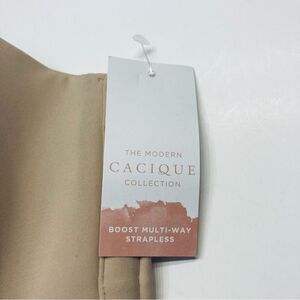 THE MODERN
CACIQUE
COLLECTION
BOOST MULTI-WAY
STRAPLESS